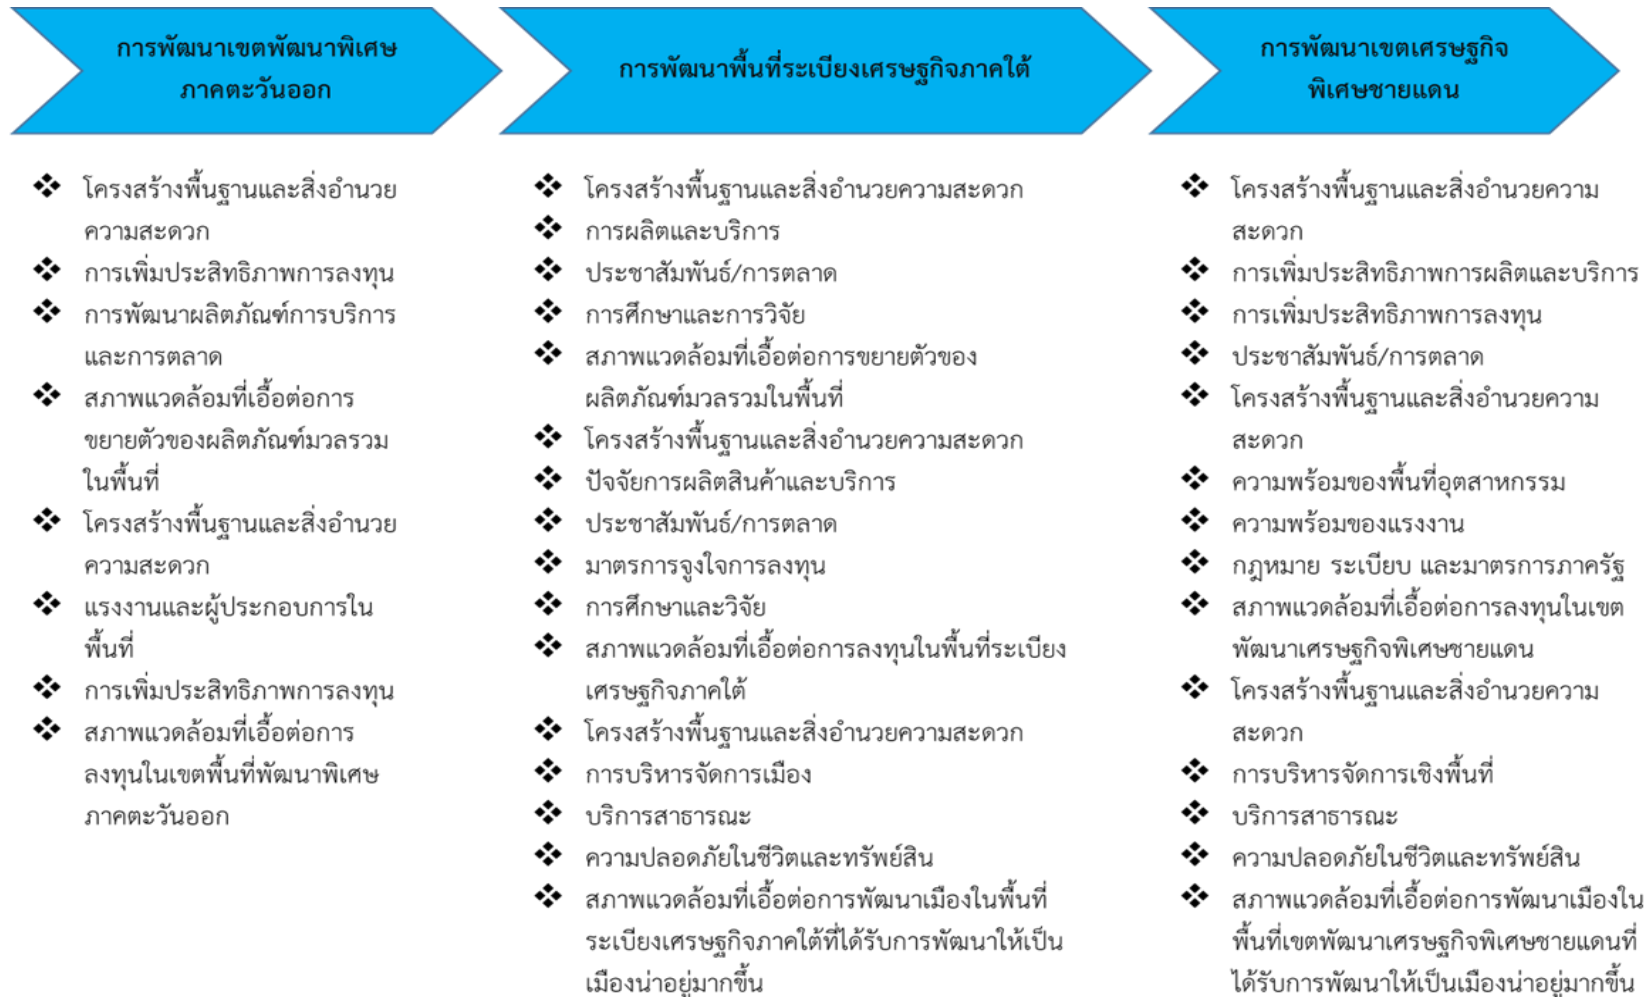 การพัฒนาเขตพัฒนาพิเศษ
ภาคตะวันออก
โครงสร้างพื้นฐานและสิ่งอำนวย
ความสะดวก
การเพิ่มประสิทธิภาพการลงทุน
การพัฒนาผลิตภัณฑ์การบริการ
และการตลาด
สภาพแวดล้อมที่เอื้อต่อการ
ขยายตัวของผลิตภัณฑ์มวลรวม
ในพื้นที่
โครงสร้างพื้นฐานและสิ่งอำนวย
ความสะดวก
แรงงานและผู้ประกอบการใน
พื้นที่
การเพิ่มประสิทธิภาพการลงทุน
สภาพแวดล้อมที่เอื้อต่อการ
ลงทุนในเขตพื้นที่พัฒนาพิเศษ
ภาคตะวันออก
การพัฒนาพื้นที่ระเบียงเศรษฐกิจภาคใต้
โครงสร้างพื้นฐานและสิ่งอำนวยความสะดวก
การผลิตและบริการ
ประชาสัมพันธ์/การตลาด
การศึกษาและการวิจัย
สภาพแวดล้อมที่เอื้อต่อการขยายตัวของ
ผลิตภัณฑ์มวลรวมในพื้นที่
โครงสร้างพื้นฐานและสิ่งอำนวยความสะดวก
ปัจจัยการผลิตสินค้าและบริการ
ประชาสัมพันธ์/การตลาด
มาตรการจูงใจการลงทุน
การศึกษาและวิจัย
สภาพแวดล้อมที่เอื้อต่อการลงทุนในพื้นที่ระเบียง
เศรษฐกิจภาคใต้
โครงสร้างพื้นฐานและสิ่งอำนวยความสะดวก
การบริหารจัดการเมือง
บริการสาธารณะ
ความปลอดภัยในชีวิตและทรัพย์สิน
สภาพแวดล้อมที่เอื้อต่อการพัฒนาเมืองในพื้นที่
ระเบียงเศรษฐกิจภาคใต้ที่ได้รับการพัฒนาให้เป็น
เมืองน่าอยู่มากขึ้น
การพัฒนาเขตเศรษฐกิจ
พิเศษชายแดน
โครงสร้างพื้นฐานและสิ่งอำนวยความ
สะดวก
การเพิ่มประสิทธิภาพการผลิตและบริการ
การเพิ่มประสิทธิภาพการลงทุน
ประชาสัมพันธ์/การตลาด
โครงสร้างพื้นฐานและสิ่งอำนวยความ
สะดวก
ความพร้อมของพื้นที่อุตสาหกรรม
ความพร้อมของแรงงาน
กฎหมาย ระเบียบ และมาตรการภาครัฐ
สภาพแวดล้อมที่เอื้อต่อการลงทุนในเขต
พัฒนาเศรษฐกิจพิเศษชายแดน
โครงสร้างพื้นฐานและสิ่งอำนวยความ
สะดวก
การบริหารจัดการเชิงพื้นที่
บริการสาธารณะ
ความปลอดภัยในชีวิตและทรัพย์สิน
สภาพแวดล้อมที่เอื้อต่อการพัฒนาเมืองใน
พื้นที่เขตพัฒนาเศรษฐกิจพิเศษชายแดนที่
ได้รับการพัฒนาให้เป็นเมืองน่าอยู่มากขึ้น